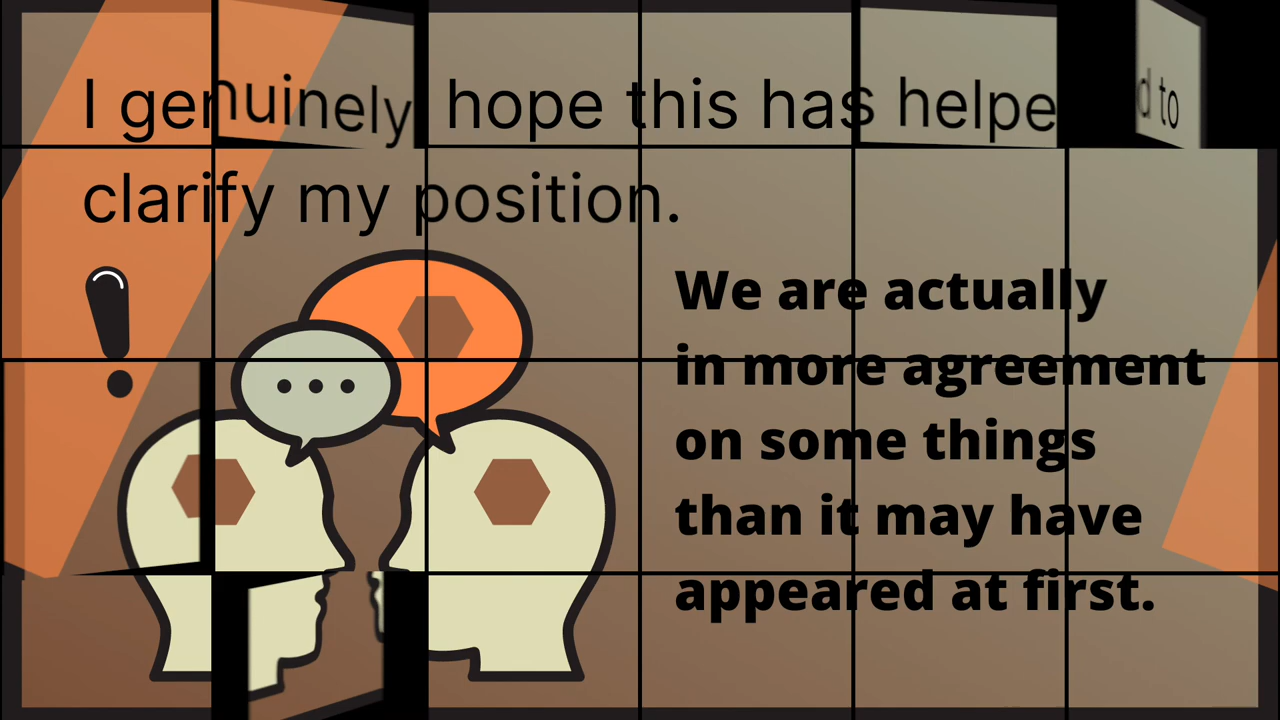 I genuinely hope this has helped to
clarify my position.
We are actually
in more agreement
on some things
than it may have
appeared at first.